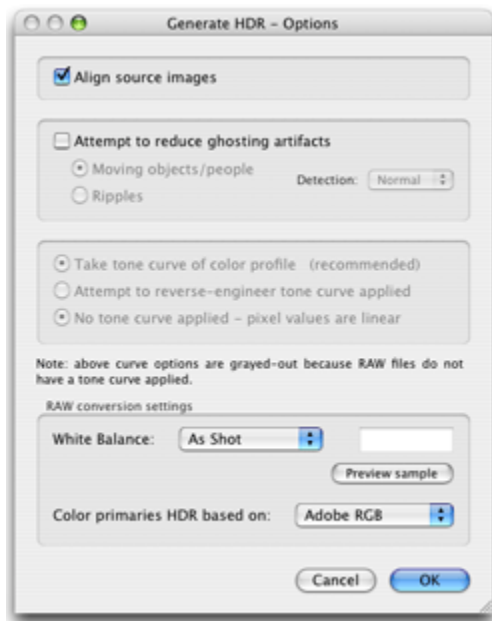 Generate HDR – Options
Align source images
Attempt to reduce ghosting artifacts
Moving objects/people
Detection: Normal
Ripples
Take tone curve of color profile (recommended)
Attempt to reverse-engineer tone curve applied
No tone curve applied – pixel values are linear
Note: above curve options are grayed-out because RAW files do not
have a tone curve applied.
RAW conversion settings
White Balance: As Shot
Preview sample
Color primaries HDR based on: Adobe RGB
Cancel OK